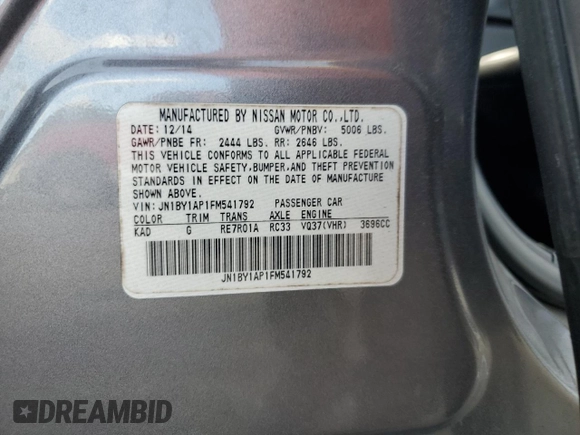 MANUFACTURED BY NISSAN MOTOR CO.,LTD.
DATE: 12/14 GVWR/PNBV: 5006 LBS.
GAWR/PNBE FR: 2444 LBS. RR: 2646 LBS.
THIS VEHICLE CONFORMS TO ALL APPLICABLE FEDERAL
MOTOR VEHICLE SAFETY,BUMPER,AND THEFT PREVENTION
STANDARDS IN EFFECT ON THE DATE OF MANUFACTURE
SHOWN ABOVE.
VIN: JN1BY1AP1FM541792 PASSENGER CAR
COLOR TRIM TRANS AXLE ENGINE
KAD G RE7R01A RC33 VQ37(VHR) 3696CC
JN1BY1AP1FM541792
DREAMBID